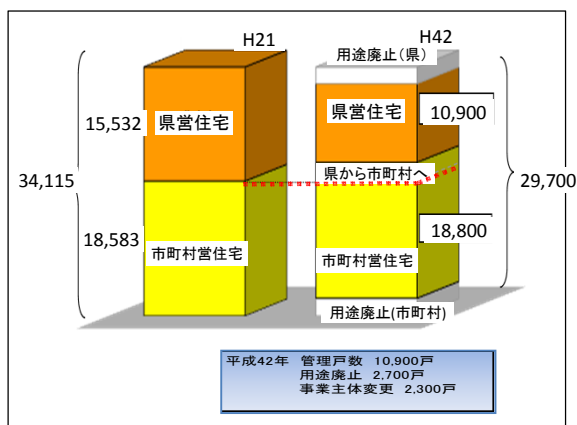 H21
H42
用途廃止(県)
県営住宅
15,532
県営住宅
10,900
34,115
県から市町村へ
29,700
18,583
市町村営住宅
18,800
市町村営住宅
用途廃止(市町村)
平成42年 管理戸数 10,900戸
用途廃止 2,700戸
事業主体変更 2,300戸